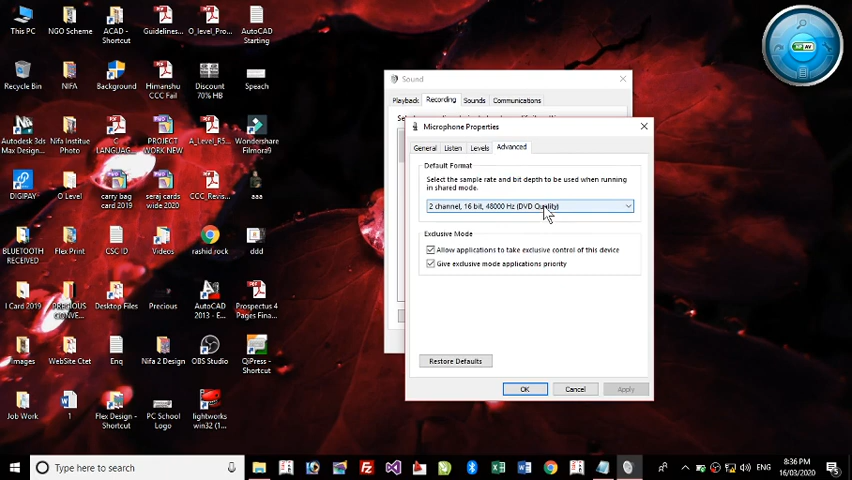 This PC
NGO Scheme
ACAD -
Shortcut
Guidelines...
O_level_Pro...
AutoCAD
Starting
Recycle Bin
NIFA
Background
Himanshu
CCC Fail
Discount
70% HB
Speach
Autodesk 3ds
Max Design...
Nifa Institue
Photo
C
LANGUAG...
PROJECT
WORK NEW
A_Level_R5...
Wondershare
Filmora9
DIGIPAY
O Level
carry bag
card 2019
seraj cards
wide 2020
CCC_Revis...
aaa
BLUETOOTH
RECEIVED
Flex Print
CSC ID
Videos
rashid rock
ddd
I Card 2019
PRECIOUS
CONVE...
Desktop Files
Precious
AutoCAD
2013 - E...
Prospectus 4
Pages Fina...
images
WebSite Ctet
Enq
Nifa 2 Design
OBS Studio
QiPress -
Shortcut
Job Work
1
Flex Design -
Shortcut
PC School
Logo
lightworks
win32 (1...
Sound
Playback
Recording
Sounds
Communications
Microphone Properties
General
Listen
Levels
Advanced
Default Format
Select the sample rate and bit depth to be used when running
in shared mode.
2 channel, 16 bit, 48000 Hz (DVD Quality)
Exclusive Mode
Allow applications to take exclusive control of this device
Give exclusive mode applications priority
Restore Defaults
OK
Cancel
Apply
Type here to search
ENG
8:36 PM
16/03/2020